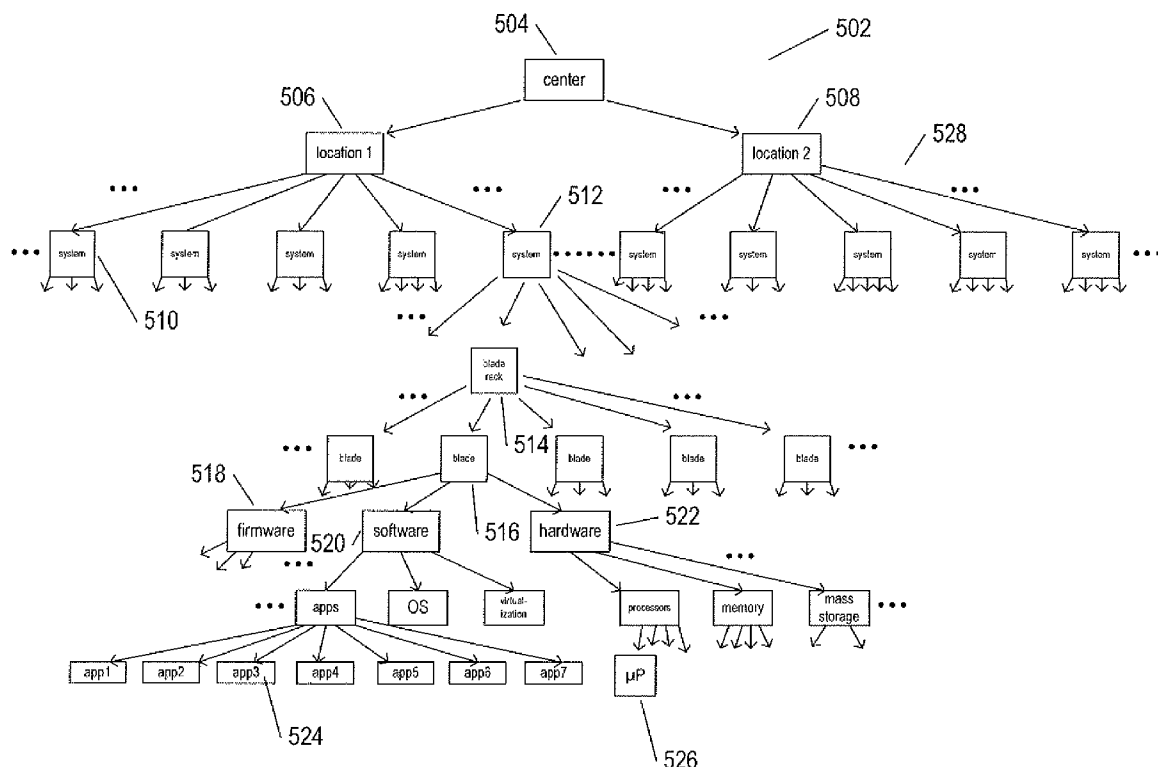 504
502
center
506
508
location 1
location 2
528
•••
•••
•••
•••
512
•••
system
system
system
system
system
••••••
system
system
system
system
system
•••
510
•••
•••
blade
rack
•••
•••
514
•••
blade
blade
blade
blade
blade
•••
518
firmware
520
software
516
hardware
522
•••
•••
•••
apps
OS
virtual-
ization
processors
memory
mass
storage
•••
app1
app2
app3
app4
app5
app6
app7
µP
524
526